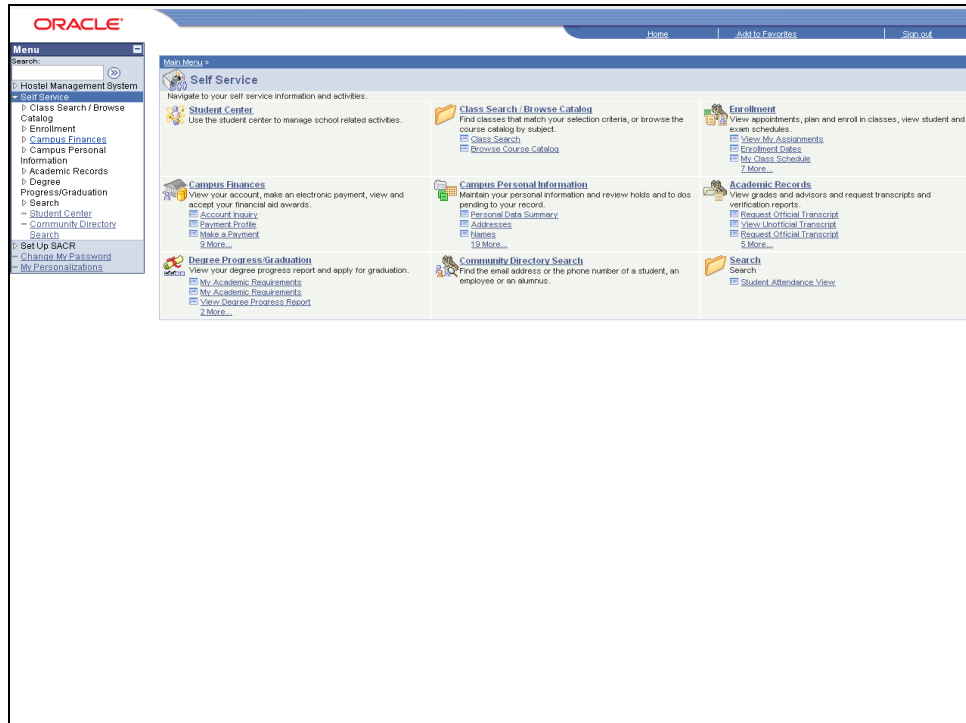 ORACLE
Home
Add to Favorites
Sign out
Menu
Search:
Hostel Management System
Self Service
Class Search / Browse
Catalog
Enrollment
Campus Finances
Campus Personal
Information
Academic Records
Degree
Progress/Graduation
Search
Student Center
Community Directory
Search
Set Up SACR
Change My Password
My Personalizations
Main Menu >
Self Service
Navigate to your self service information and activities.
Student Center
Use the student center to manage school related activities.
Class Search / Browse Catalog
Find classes that match your selection criteria, or browse the
course catalog by subject.
Class Search
Browse Course Catalog
Enrollment
View appointments, plan and enroll in classes, view student and
exam schedules.
View My Assignments
Enrollment Dates
My Class Schedule
7 More...
Campus Finances
View your account, make an electronic payment, view and
accept your financial aid awards.
Account Inquiry
Payment Profile
Make a Payment
9 More...
Campus Personal Information
Maintain your personal information and review holds and to dos
pending to your record.
Personal Data Summary
Addresses
Names
19 More...
Academic Records
View grades and advisors and request transcripts and
verification reports.
Request Official Transcript
View Unofficial Transcript
Request Official Transcript
5 More...
Degree Progress/Graduation
View your degree progress report and apply for graduation.
My Academic Requirements
My Academic Requirements
View Degree Progress Report
2 More...
Community Directory Search
Find the email address or the phone number of a student, an
employee or an alumnus.
Search
Search
Student Attendance View